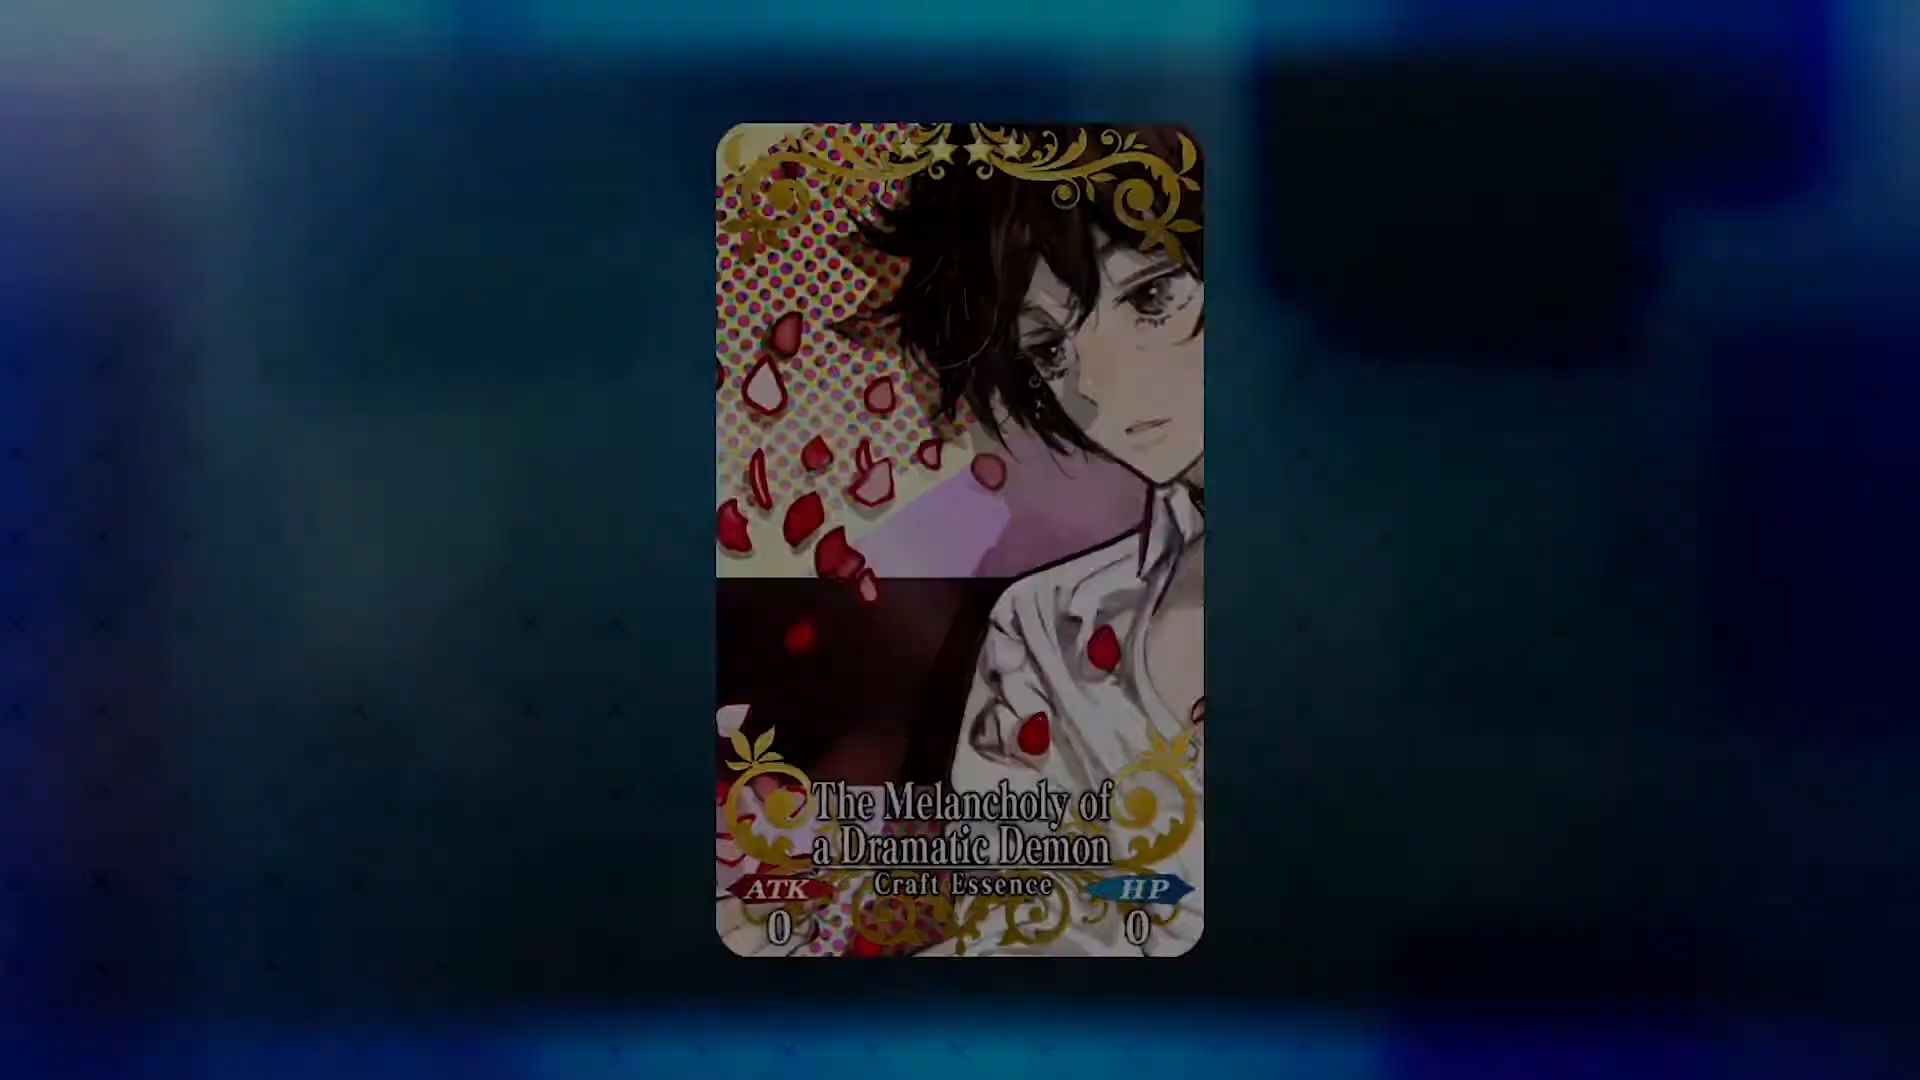 The Melancholy of
a Dramatic Demon
Craft Essence
ATK
HP
0
0